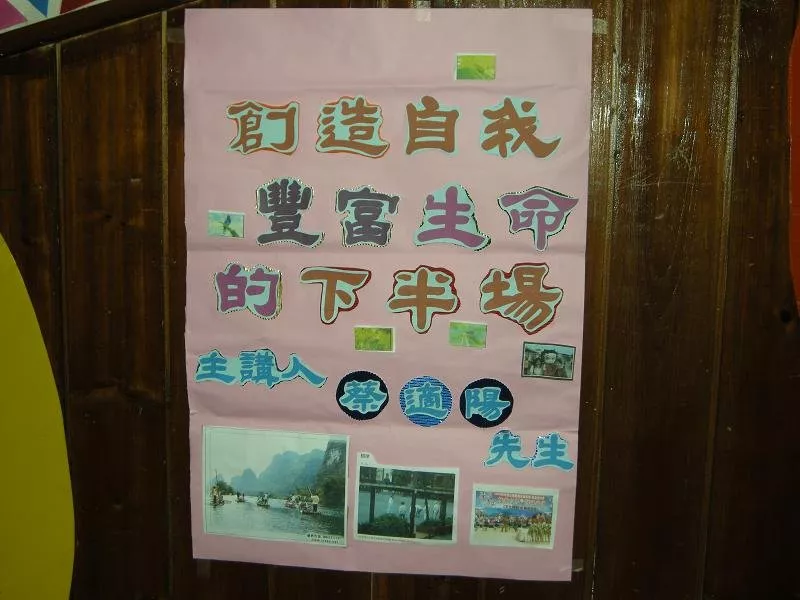 創造自我
豐富生命
的下半場
主講人
蔡適陽
先生